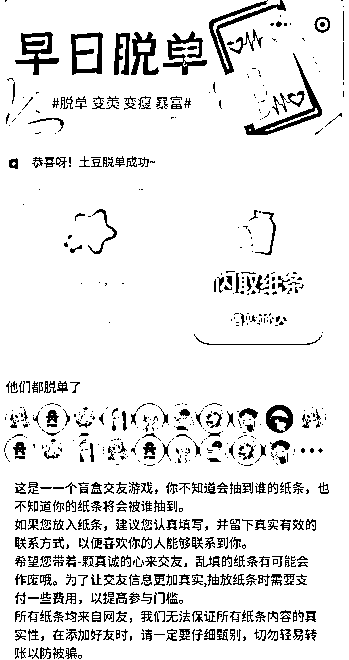 早日脱单
#脱单 变美 变瘦 暴富#
恭喜呀！土豆脱单成功~
闪取纸条
他们都脱单了
这是一一个盲盒交友游戏，你不知道会抽到谁的纸条，也
不知道你的纸条将会被谁抽到。
如果您放入纸条，建议您认真填写，并留下真实有效的
联系方式，以便喜欢你的人能够联系到你。
希望您带着-颗真诚的心来交友，乱填的纸条有可能会
作废哦。为了让交友信息更加真实,抽放纸条时需要支
付一些费用，以提高参与门槛。
所有纸条均来自网友，我们无法保证所有纸条内容的真
实性，在添加好友时，请一定要仔细甄别，切勿轻易转
账以防被骗。